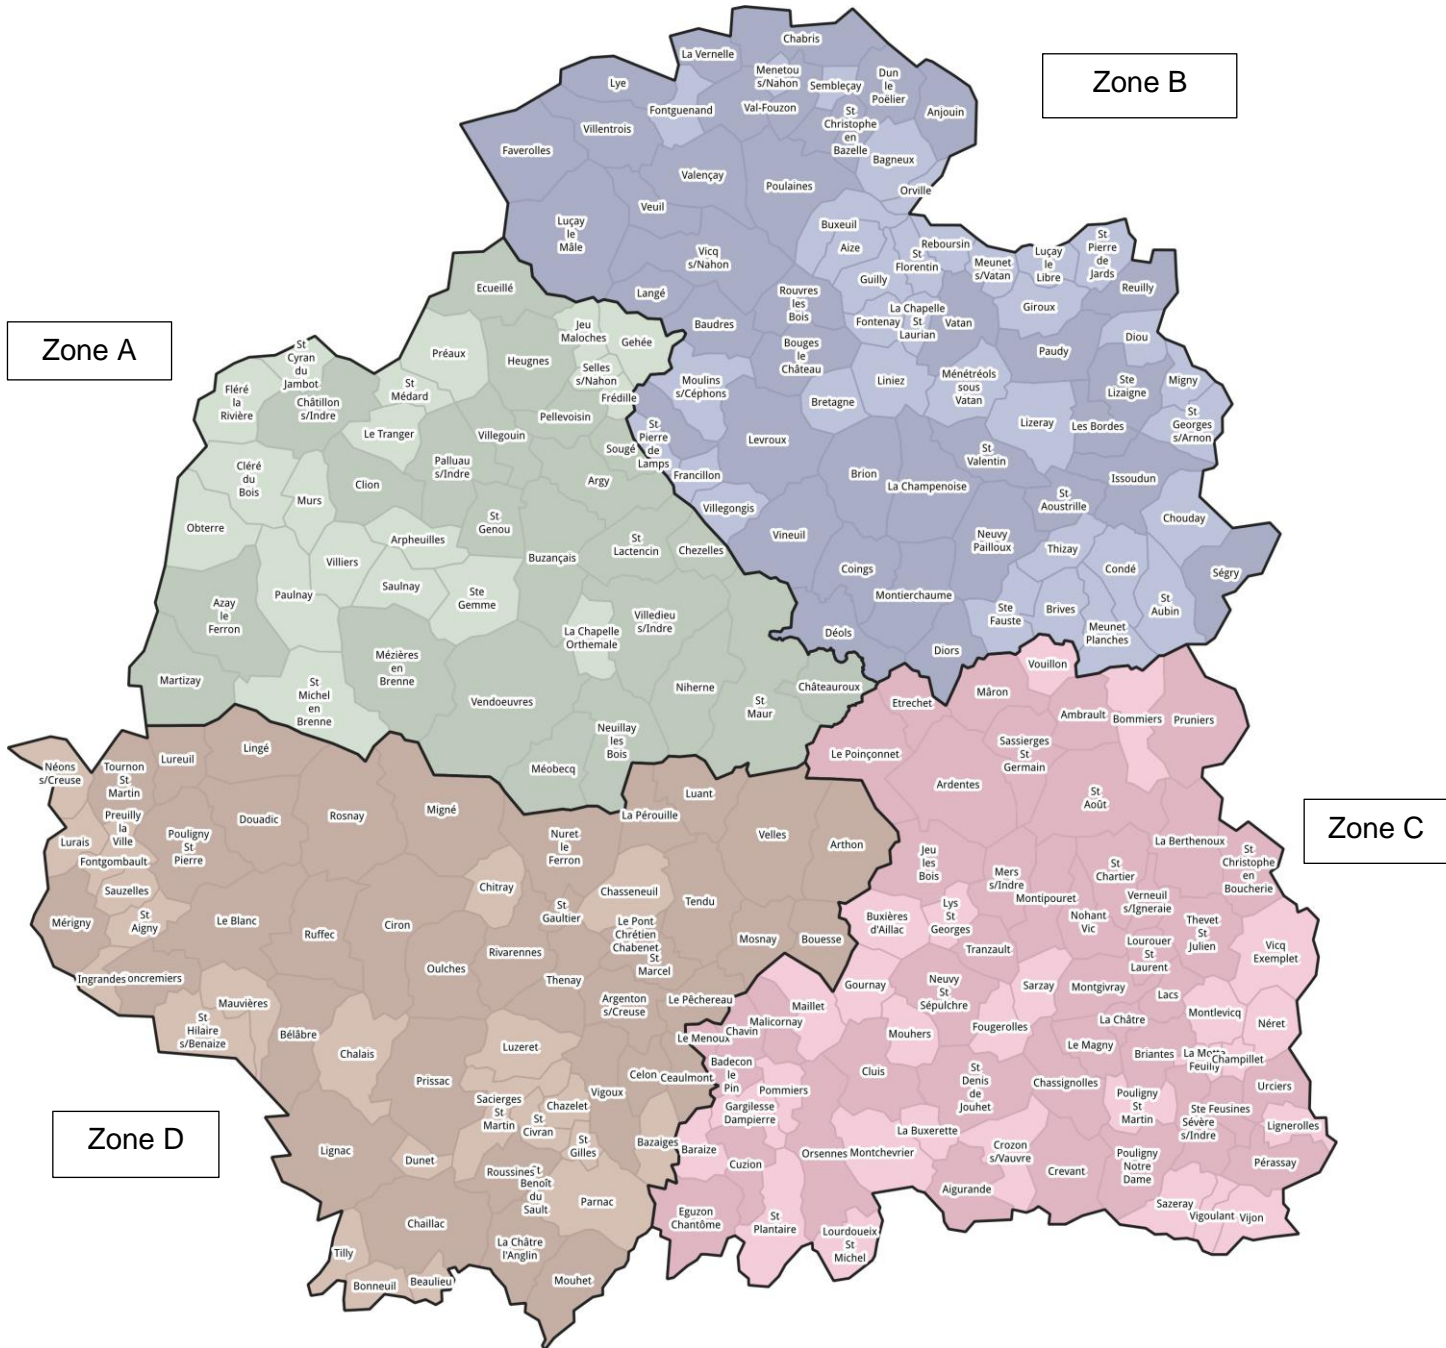 Zone B
Chabris
La Vernelle
Menetou
s/Nahon
Sembleçay
Dun
le
Poëlier
Lye
Fontguenand
Val-Fouzon
St
Christophe
en
Bazelle
Anjouin
Villentrois
Faverolles
Bagneux
Valençay
Poulaines
Orville
Veuil
Luçay
le
Mâle
Buxeuil
Aize
Reboursin
St
Florentin
Vicq
s/Nahon
Meunet
s/Vatan
Luçay
le
Libre
St
Pierre
de
Jards
Guilly
Reuilly
Langé
Rouvres
les
Bois
La Chapelle
St
Laurian
Fontenay
Vatan
Giroux
Baudres
Diou
Bouges
le
Château
Paudy
Moulins
s/Céphons
Liniez
Ménétréols
sous
Vatan
Ste
Lizaigne
Migny
Bretagne
Lizeray
Les Bordes
St
Georges
s/Arnon
St
Pierre
de
Lamps
Levroux
St
Valentin
Francillon
Brion
La Champenoise
Issoudun
Villegongis
St
Aoustrille
Chouday
Vineuil
Neuvy
Pailloux
Thizay
Coings
Condé
Ségry
Montierchaume
Ste
Fauste
Brives
St
Aubin
Déols
Meunet
Planches
Diors
Zone A
Ecueillé
Jeu
Maloches
Gehée
Préaux
Heugnes
St
Cyran
du
Jambot
Selles
s/Nahon
Fléré
la
Rivière
Châtillon
s/Indre
St
Médard
Frédille
Pellevoisin
Le Tranger
Villegouin
Sougé
Palluau
s/Indre
Cléré
du
Bois
Clion
Argy
Murs
Obterre
St
Genou
Arpheuilles
St
Lactencin
Chezelles
Villiers
Buzançais
Saulnay
Ste
Gemme
Paulnay
Azay
le
Ferron
Villedieu
s/Indre
La Chapelle
Orthemale
Mézières
en
Brenne
Martizay
St
Michel
en
Brenne
Niherne
Châteauroux
Vendoeuvres
St
Maur
Neuillay
les
Bois
Méobecq
Vouillon
Etrechet
Mâron
Ambrault
Bommiers
Pruniers
Le Poinçonnet
Sassierges
St
Germain
Ardentes
St
Août
Zone C
La Berthenoux
Jeu
les
Bois
St
Christophe
en
Boucherie
Mers
s/Indre
St
Chartier
Montipouret
Verneuil
s/Igneraie
Buxières
d'Aillac
Lys
St
Georges
Nohant
Vic
Thevet
St
Julien
Tranzault
Lourouer
St
Laurent
Vicq
Exemplet
Gournay
Neuvy
St
Sépulchre
Sarzay
Montgivray
Lacs
Maillet
Malicornay
Montlevicq
Chavin
Mouhers
Fougerolles
La Châtre
Néret
Le Menoux
Le Magny
Briantes
La Motte
Feuilly
Champillet
Badecon
le
Pin
Cluis
St
Denis
de
Jouhet
Chassignolles
Urciers
Pommiers
Pouligny
St
Martin
Gargilesse
Dampierre
Ste
Sévère
s/Indre
Feusines
Lignerolles
Baraize
La Buxerette
Orsennes
Montchevrier
Crozon
s/Vauvre
Cuzion
Crevant
Pouligny
Notre
Dame
Pérassay
Aigurande
Eguzon
Chantôme
St
Plantaire
Sazeray
Vigoulant
Vijon
Lourdoueix
St
Michel
Néons
s/Creuse
Tournon
St
Martin
Lureuil
Lingé
Luant
Migné
La Pérouille
Preuilly
la
Ville
Douadic
Rosnay
Lurais
Pouligny
St
Pierre
Nuret
le
Ferron
Velles
Arthon
Fontgombault
Sauzelles
Chitray
Chasseneuil
Mérigny
St
Aigny
Le Blanc
Ciron
St
Gaultier
Tendu
Ruffec
Le Pont
Chrétien
Chabenet
Mosnay
Bouesse
Rivarennes
St
Marcel
Ingrandes
oncremiers
Oulches
Thenay
Mauvières
Argenton
s/Creuse
Le Pêchereau
St
Hilaire
s/Benaize
Bélâbre
Chalais
Luzeret
Prissac
Celon
Ceaulmont
Vigoux
Zone D
Sacierges
St
Martin
Chazelet
St
Civran
Lignac
Dunet
St
Gilles
Bazaiges
Roussines
St
Benoît
du
Sault
Parnac
Chaillac
La Châtre
l'Anglin
Tilly
Bonneuil
Beaulieu
Mouhet